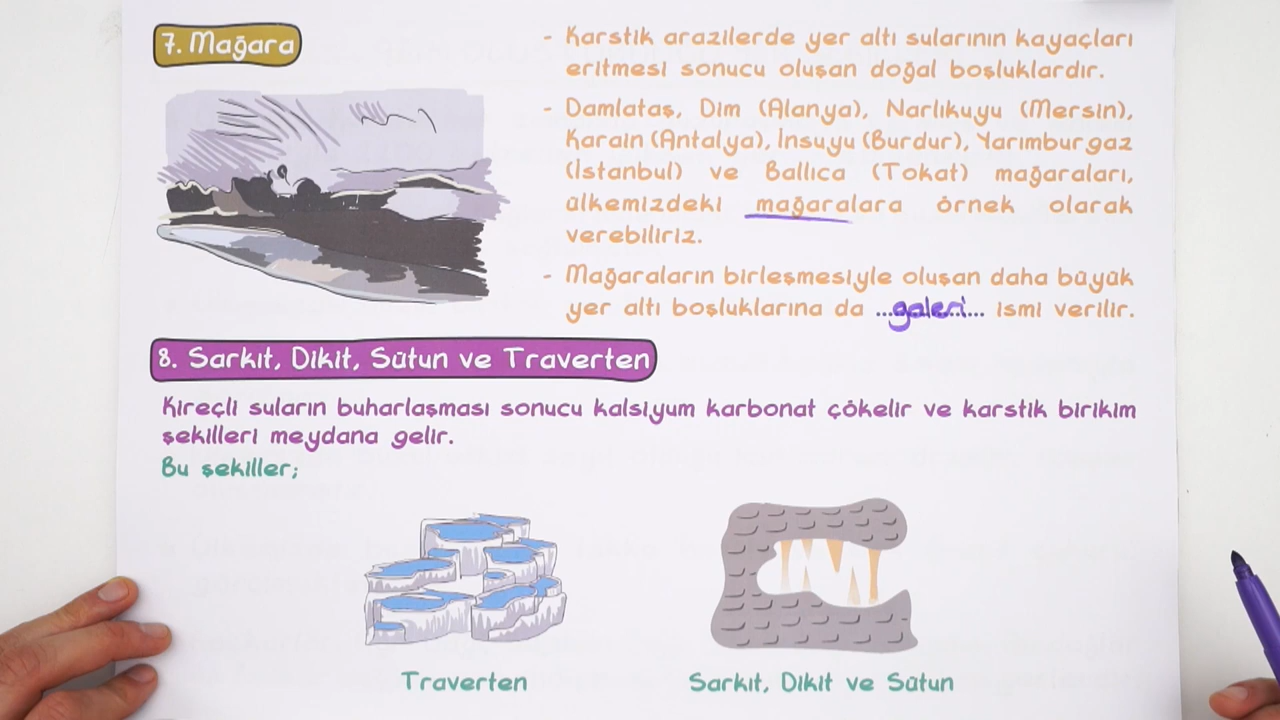 7. Mağara
- Karstik arazilerde yer altı sularının kayaçları
eritmesi sonucu oluşan doğal boşluklardır.
- Damlataş, Dim (Alanya), Narlıkuyu (Mersin),
Karain (Antalya), İnsuyu (Burdur), Yarımburgaz
(İstanbul) ve Ballıca (Tokat) mağaraları,
ülkemizdeki mağaralara örnek olarak
verebiliriz.
- Mağaraların birleşmesiyle oluşan daha büyük
yer altı boşluklarına da ...galeri... ismi verilir.
8. Sarkıt, Dikit, Sütun ve Traverten
Kireçli suların buharlaşması sonucu kalsiyum karbonat çökelir ve karstik birikim
şekilleri meydana gelir.
Bu şekiller;
Traverten
Sarkıt, Dikit ve Sütun